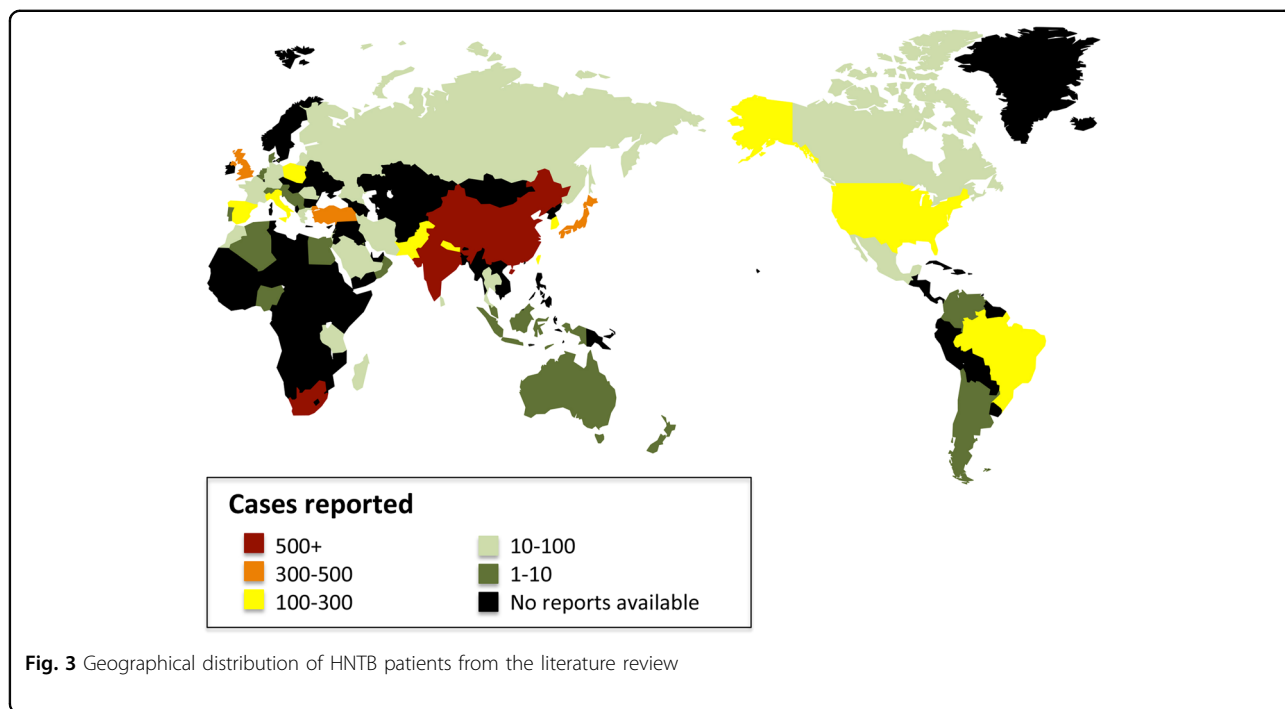 Cases reported
500+
300-500
100-300
10-100
1-10
No reports available
Fig. 3 Geographical distribution of HNTB patients from the literature review